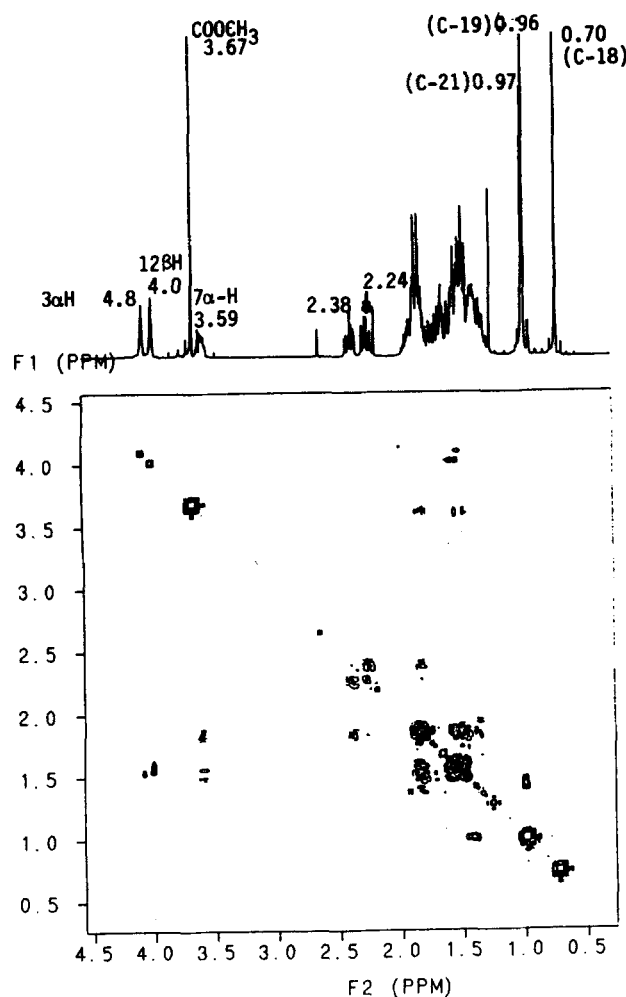 COOCH3
3.67
(C-19)0.96
0.70
(C-18)
(C-21)0.97
12BH
3αH 4.8 4.0 7α-H
3.59
2.38 2.24
F1 (PPM)
4.5
4.0
3.5
3.0
2.5
2.0
1.5
1.0
0.5
4.5 4.0 3.5 3.0 2.5 2.0 1.5 1.0 0.5
F2 (PPM)